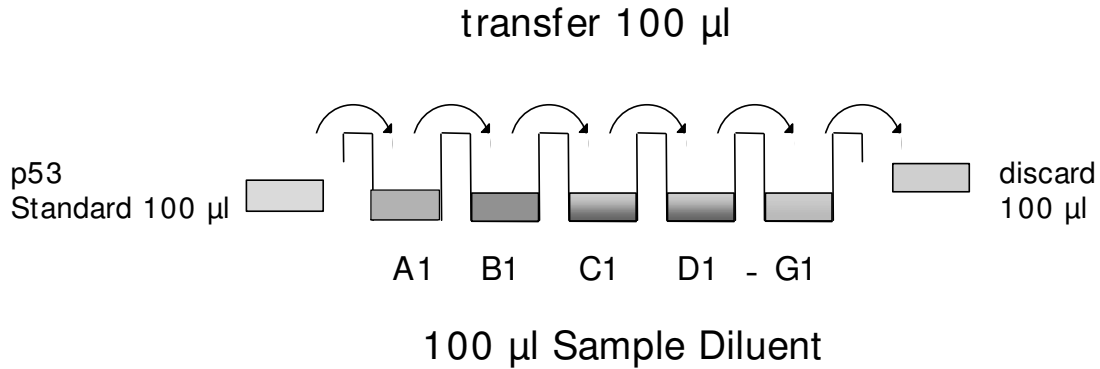 transfer 100 µl
p53
Standard 100 µl
discard
100 µl
A1 B1 C1 D1 - G1
100 µl Sample Diluent